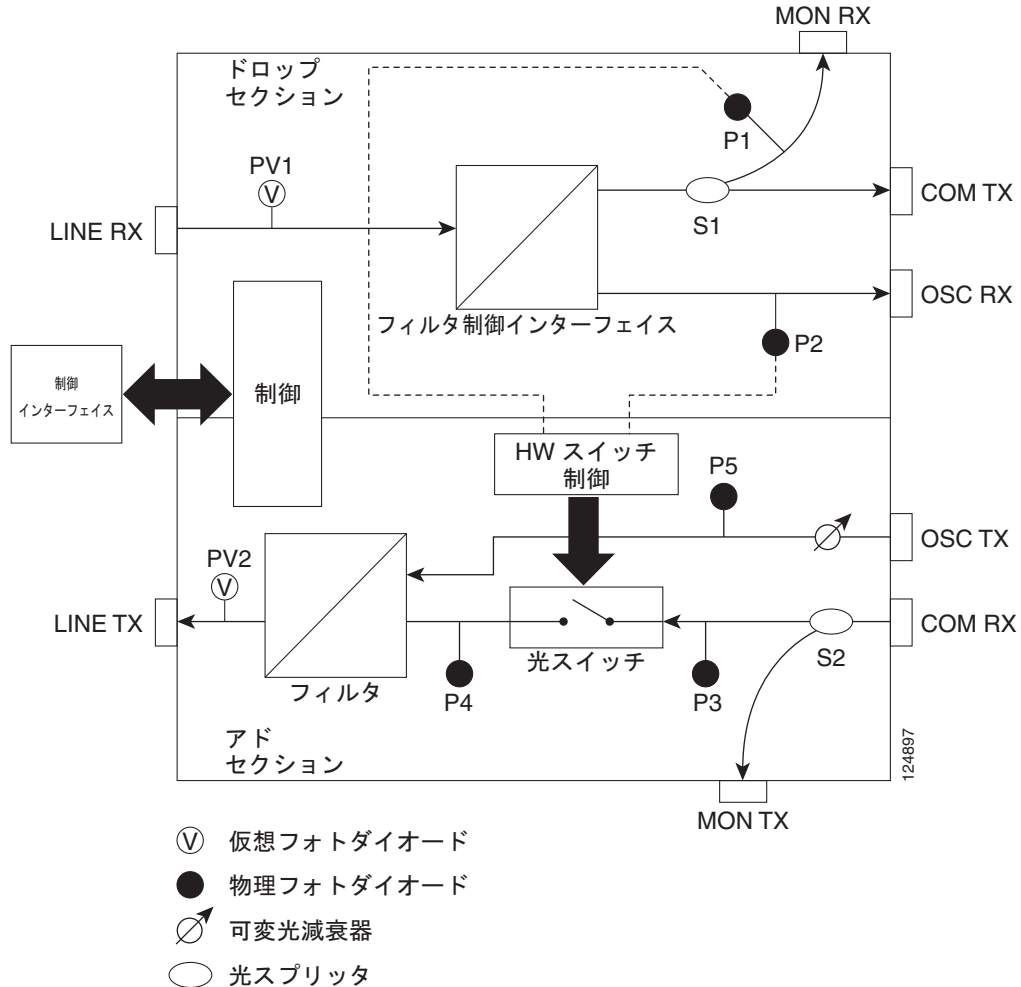 MON RX
ドロップ
セクション
P1
PV1
V
COM TX
S1
LINE RX
OSC RX
フィルタ制御インターフェイス
P2
制御
インターフェイス
制御
HW スイッチ
制御
P5
OSC TX
PV2
V
LINE TX
COM RX
S2
光スイッチ
フィルタ
P4
P3
アド
セクション
124897
MON TX
V 仮想フォトダイオード
物理フォトダイオード
可変光減衰器
光スプリッタ